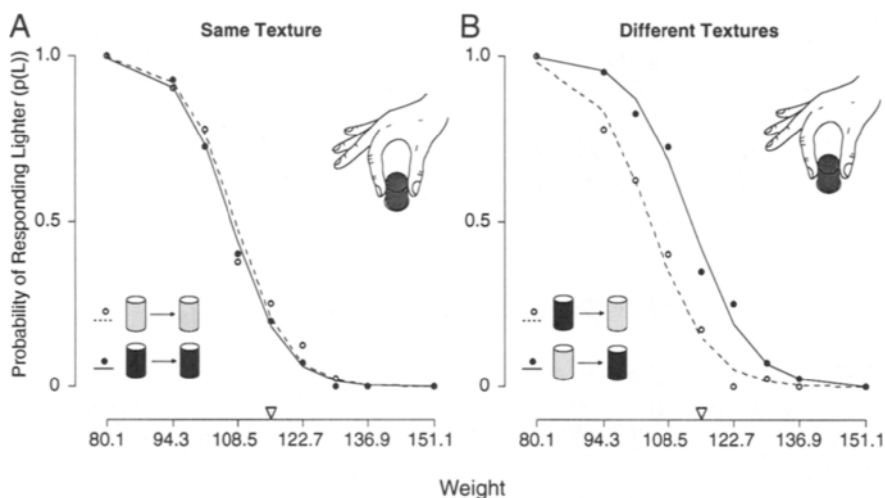 A
Same Texture
B
Different Textures
Probability of Responding Lighter (p(L))
1.0
0.5
0
1.0
0.5
0
80.1 94.3 108.5 122.7 136.9 151.1
80.1 94.3 108.5 122.7 136.9 151.1
Weight